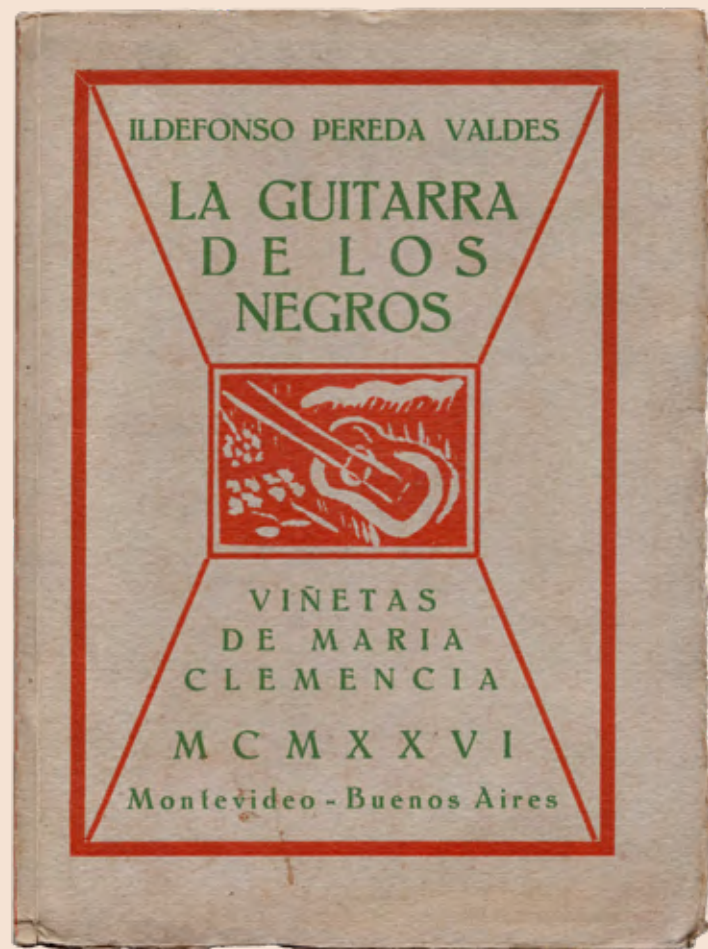 ILDEFONSO PEREDA VALDES
LA GUITARRA
DE LOS
NEGROS
VIÑETAS
DE MARIA
CLEMENCIA
MCMXXVI
Montevideo - Buenos Aires